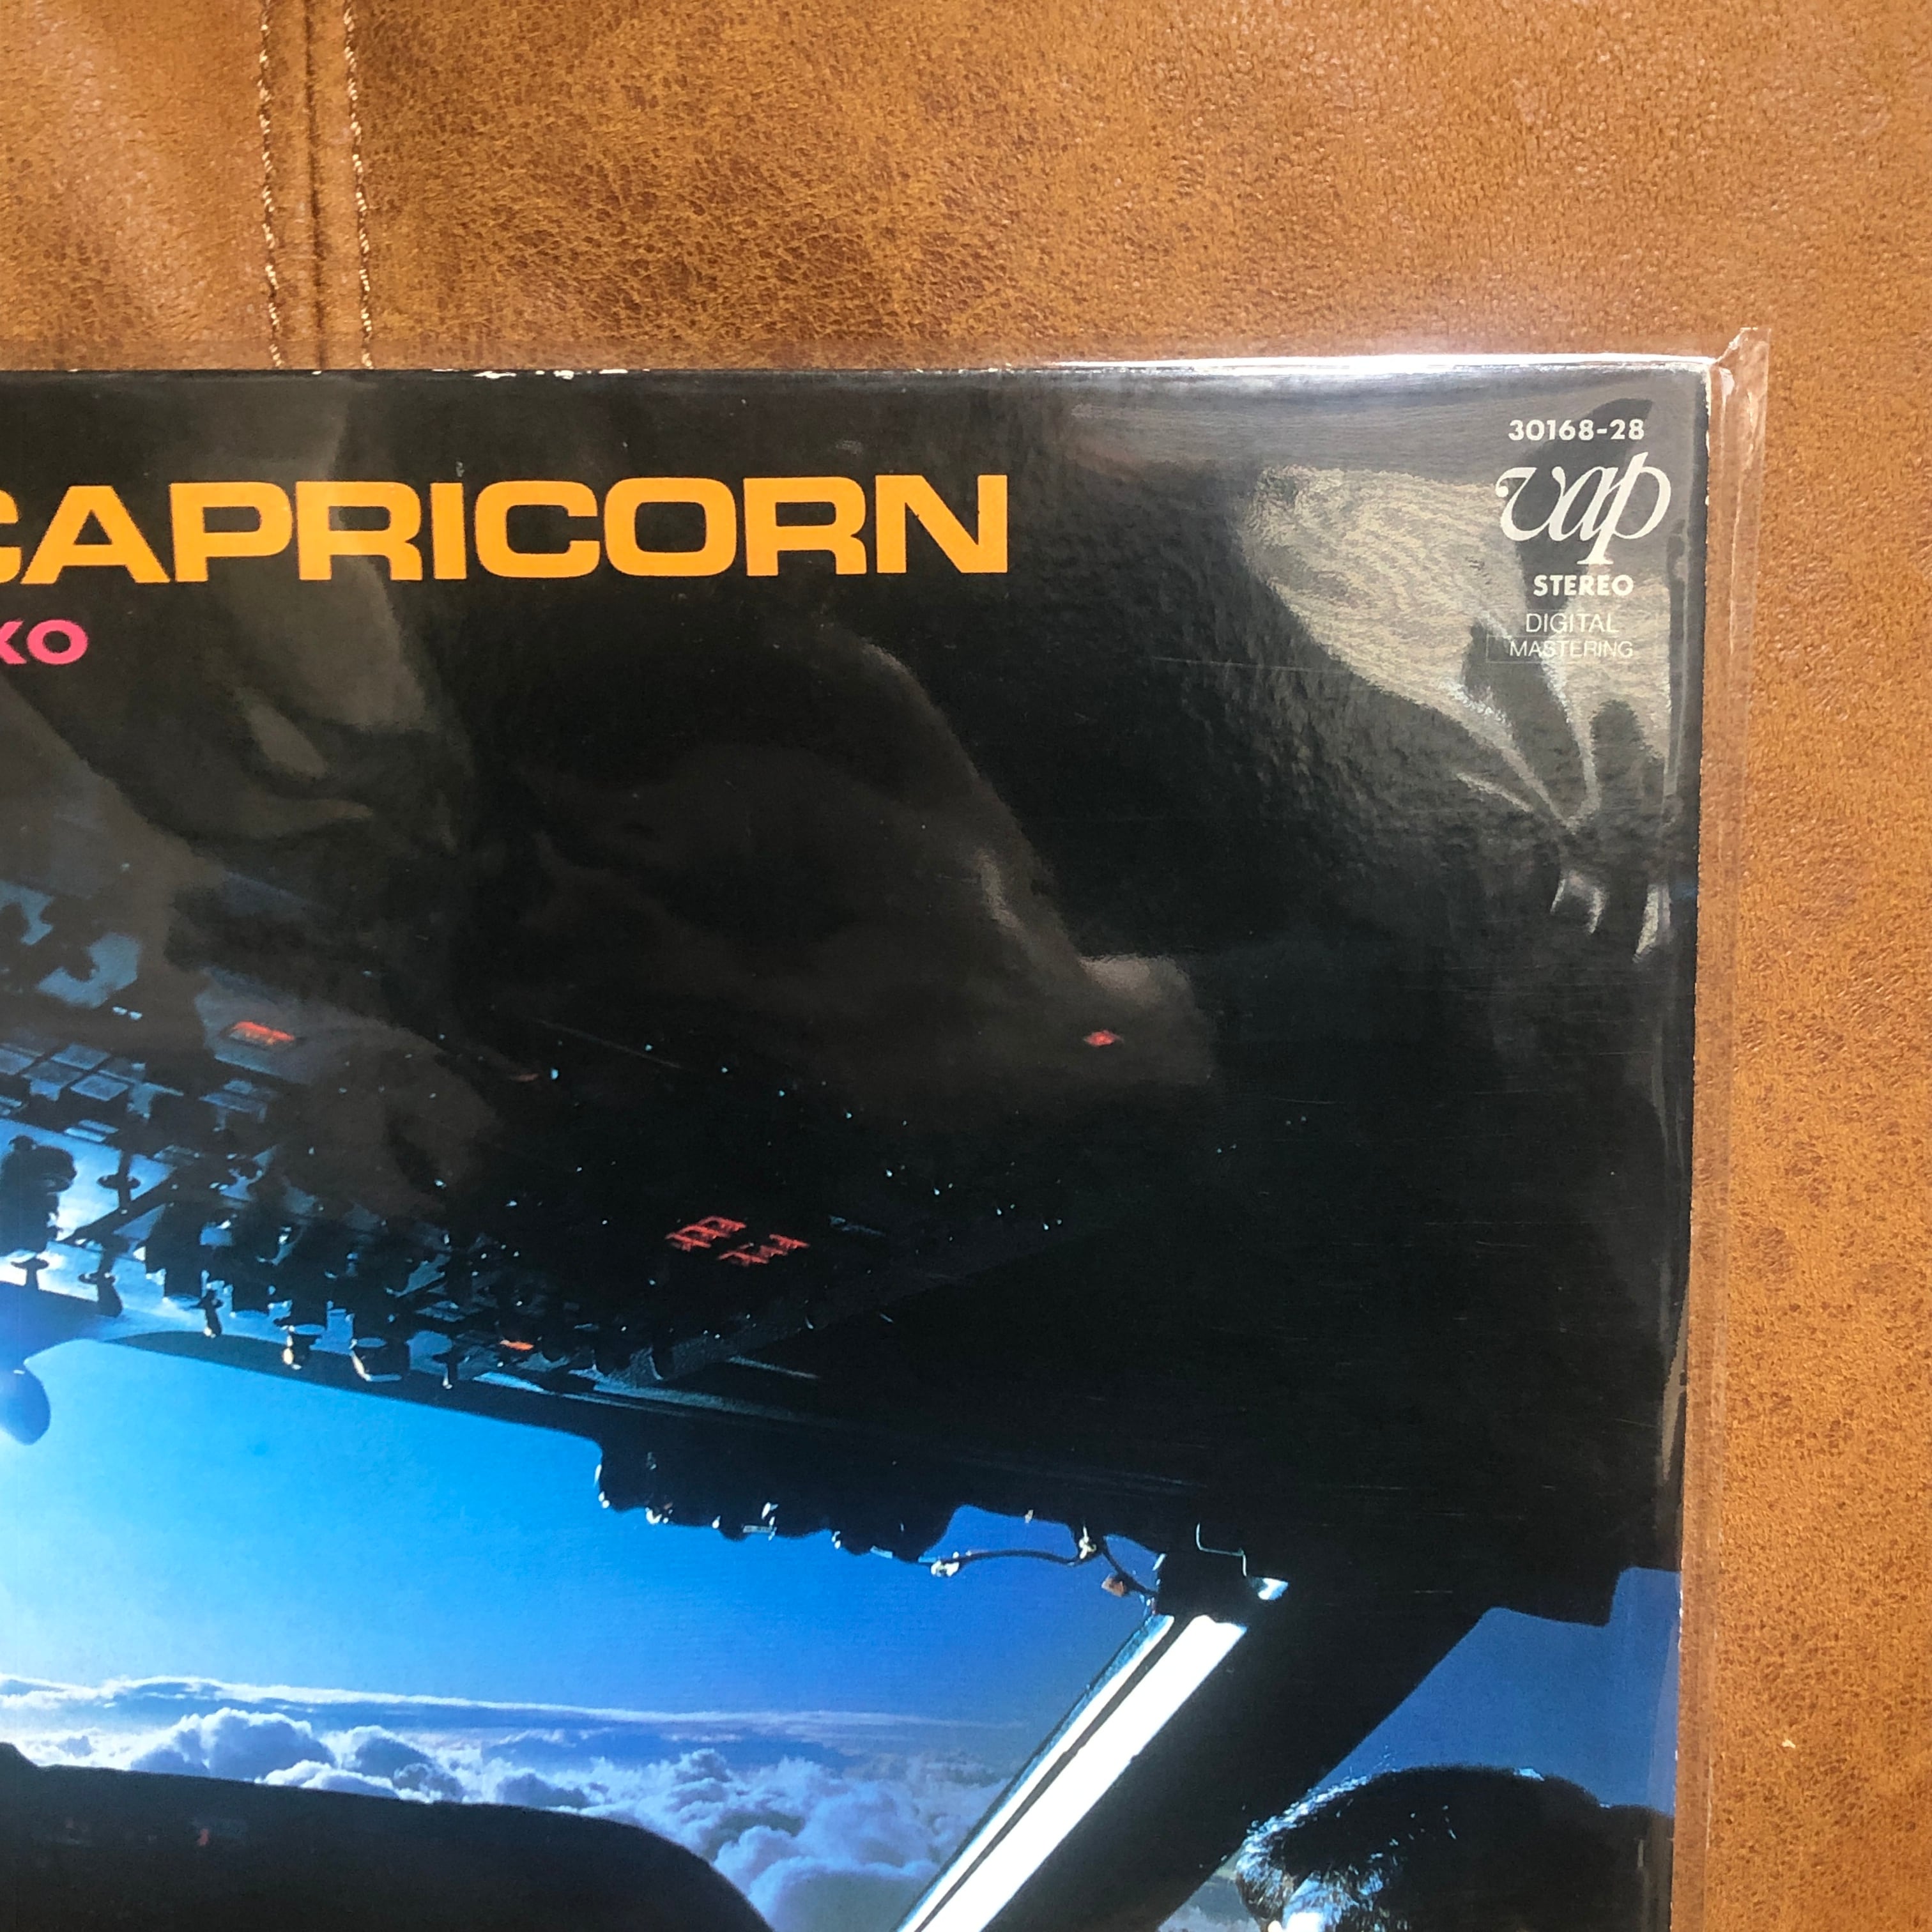 30168-28
vap
CAPRICORN
STEREO
DIGITAL
MASTERING
KO